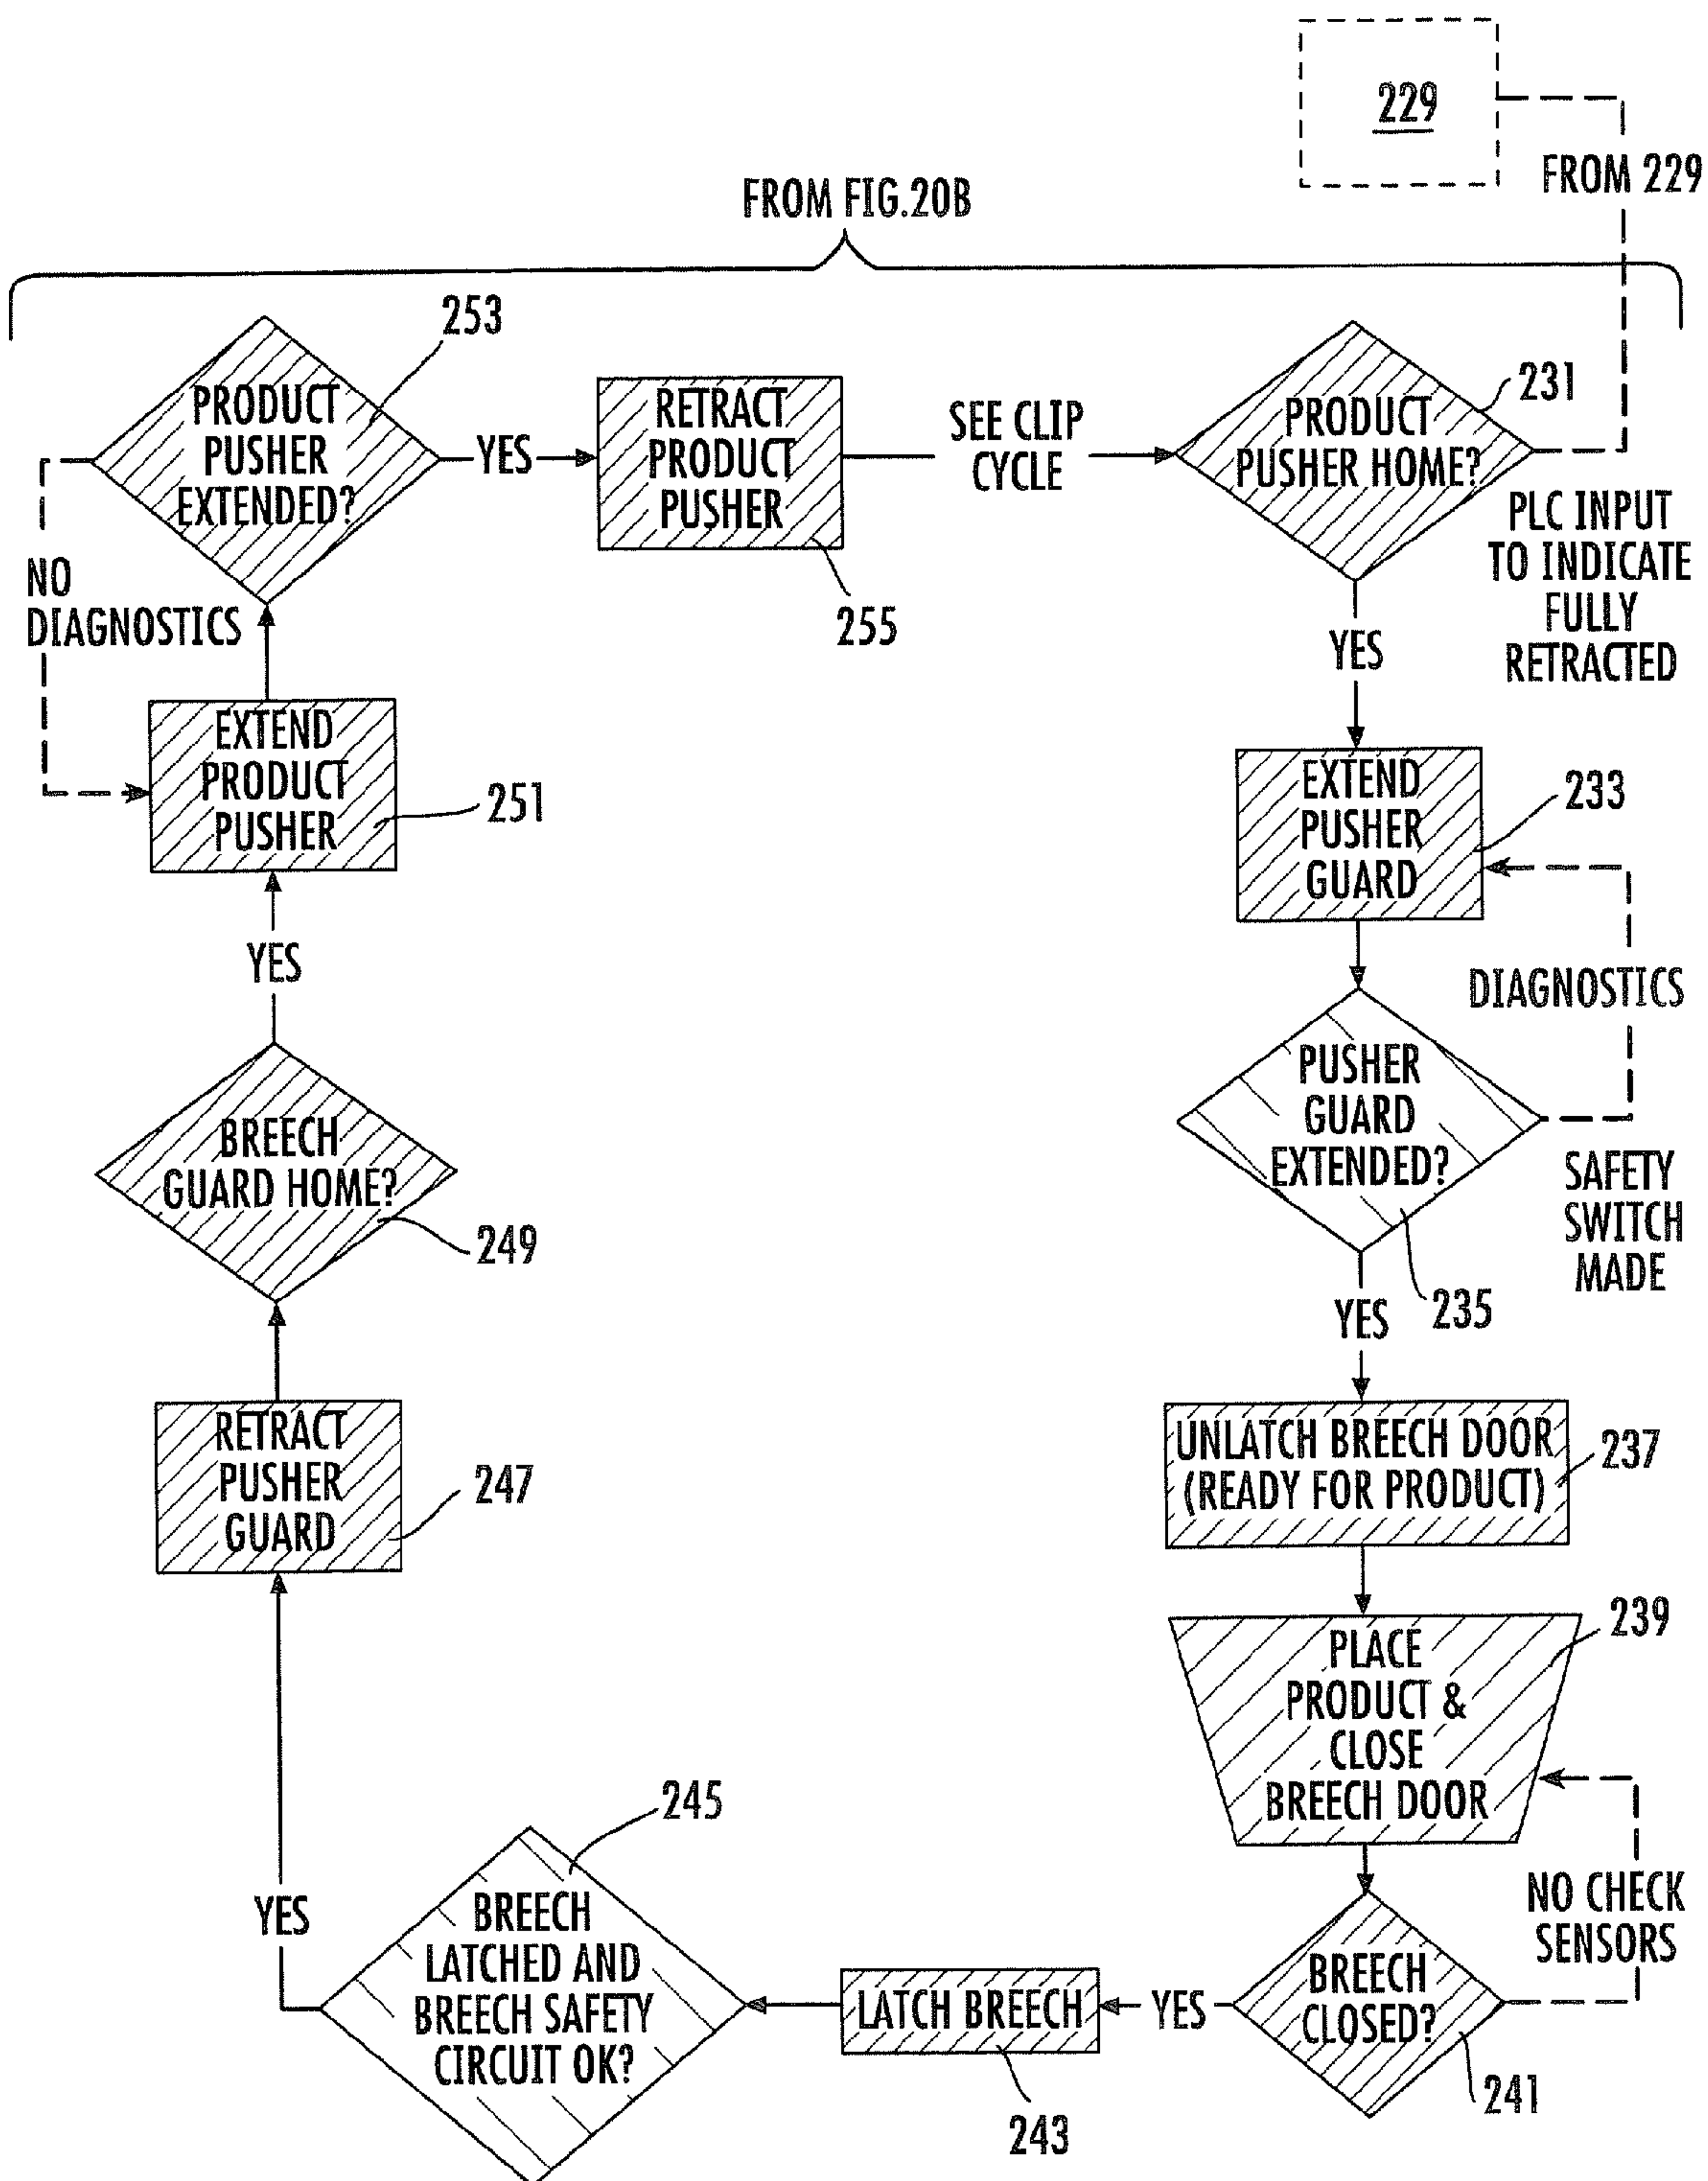 229
FROM 229
FROM FIG.20B
253
PRODUCT
PUSHER
EXTENDED?
YES
RETRACT
PRODUCT
PUSHER
255
SEE CLIP
CYCLE
PRODUCT
PUSHER HOME?
231
PLC INPUT
TO INDICATE
FULLY
RETRACTED
NO
DIAGNOSTICS
YES
EXTEND
PRODUCT
PUSHER
251
EXTEND
PUSHER
GUARD
233
DIAGNOSTICS
YES
PUSHER
GUARD
EXTENDED?
235
SAFETY
SWITCH
MADE
BREECH
GUARD HOME?
249
YES
UNLATCH BREECH DOOR
(READY FOR PRODUCT)
237
RETRACT
PUSHER
GUARD
247
PLACE
PRODUCT &
CLOSE
BREECH DOOR
239
NO CHECK
SENSORS
BREECH
CLOSED?
241
YES
LATCH BREECH
243
245
BREECH
LATCHED AND
BREECH SAFETY
CIRCUIT OK?
YES